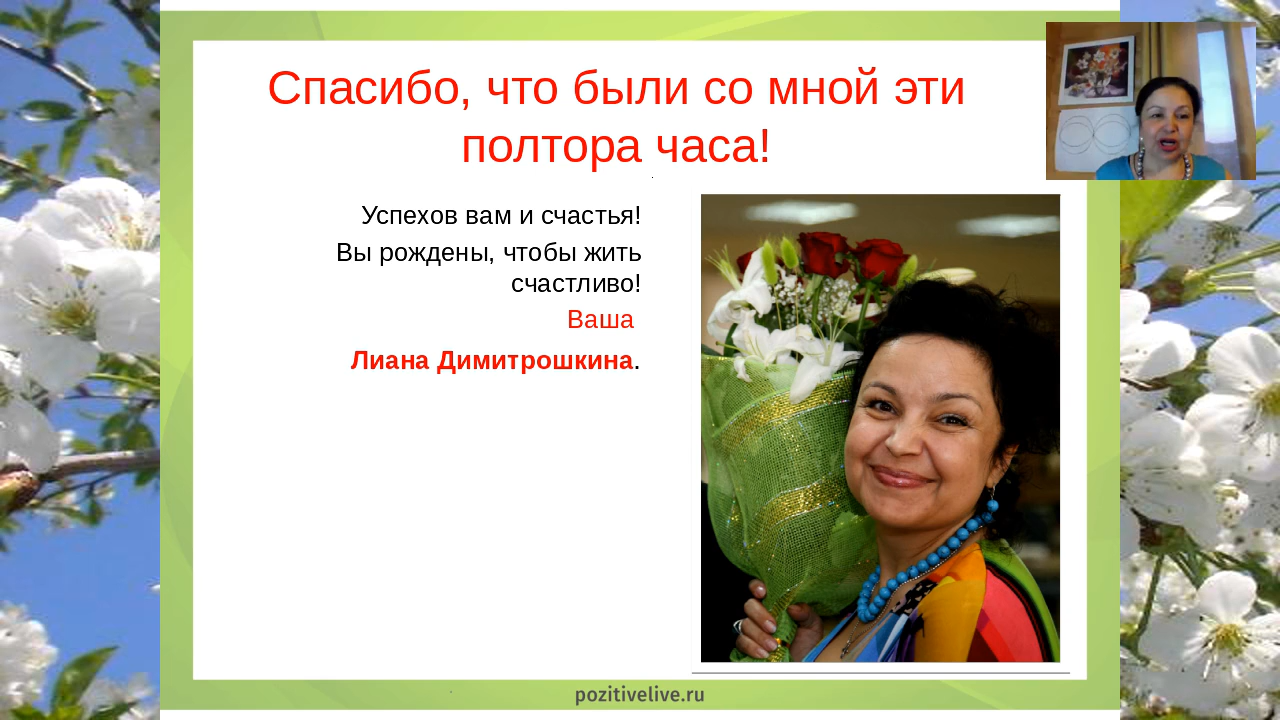 Спасибо, что были со мной эти
полтора часа!
Успехов вам и счастья!
Вы рождены, чтобы жить
счастливо!
Ваша
Лиана Димитрошкина.
pozitivelive.ru